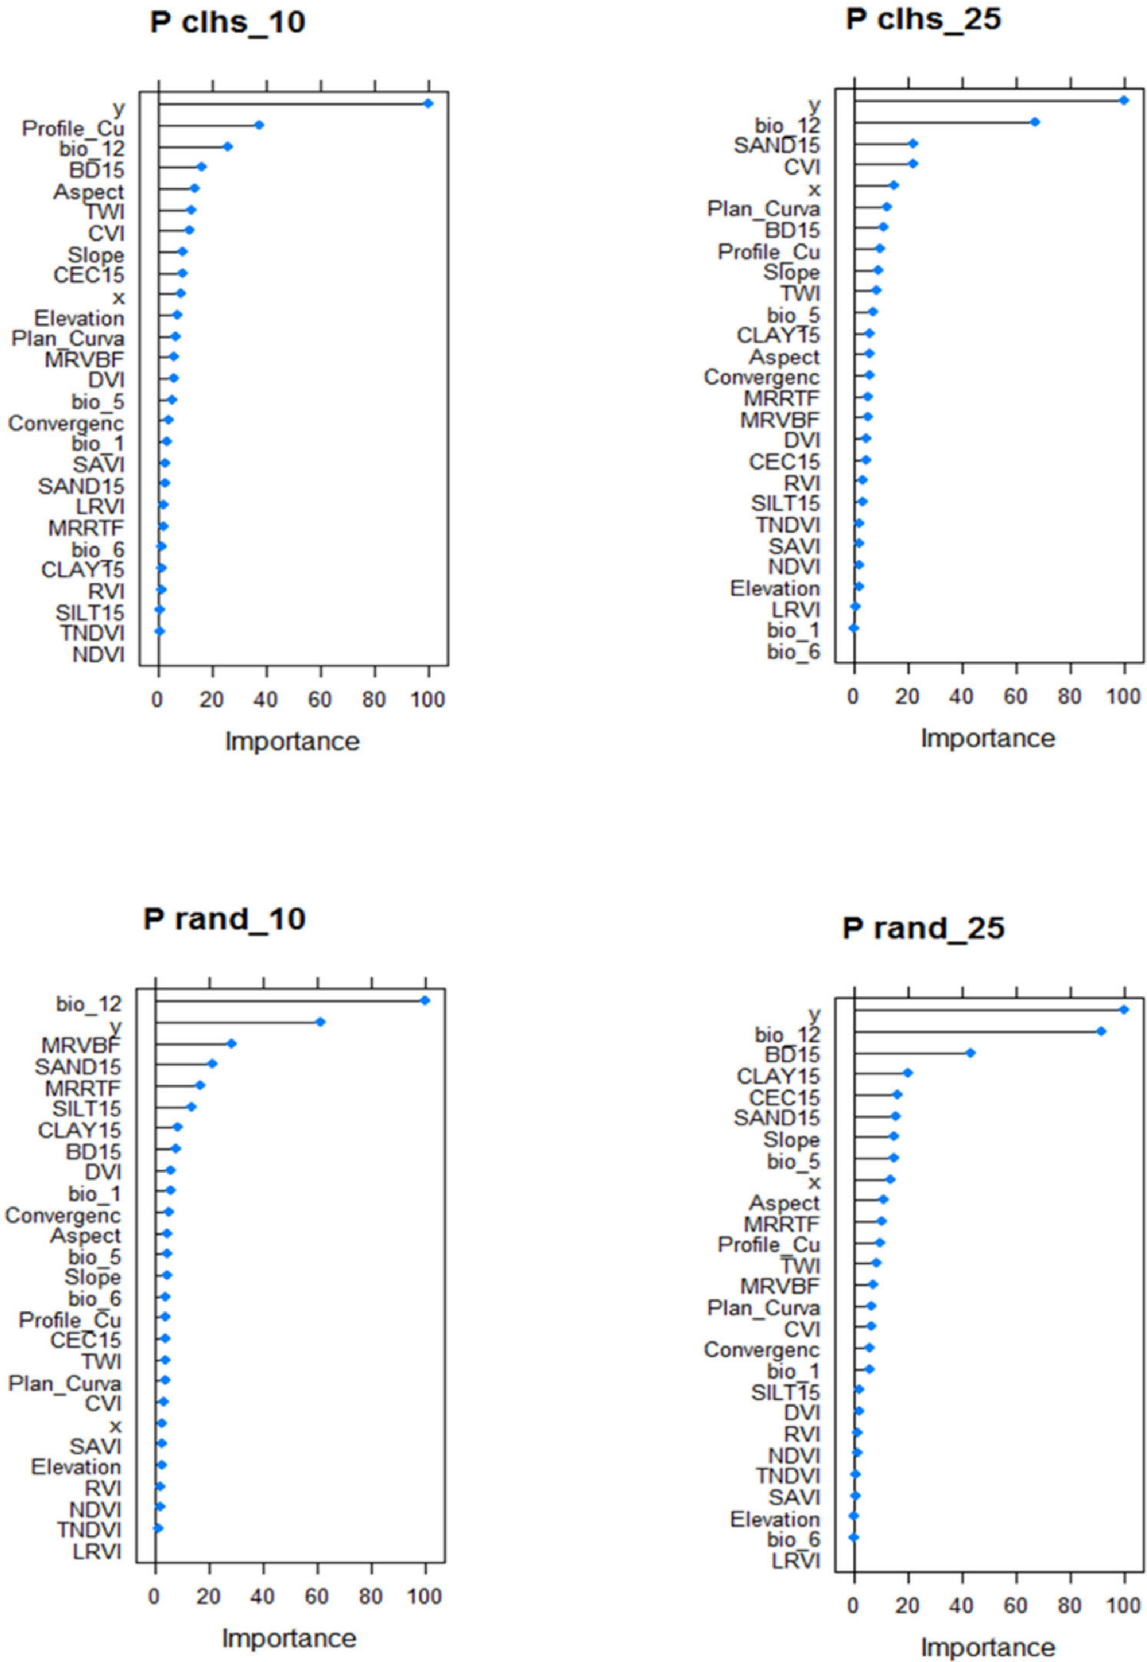 P clhs_10
y
Profile_Cu
bio_12
BD15
Aspect
TWI
CVI
Slope
CEC15
x
Elevation
Plan_Curva
MRVBF
DVI
bio_5
Convergenc
bio_1
SAVI
SAND15
LRVI
MRRTF
bio_6
CLAY15
RVI
SILT15
TNDVI
NDVI
0 20 40 60 80 100
Importance
P clhs_25
y
bio_12
SAND15
CVI
x
Plan_Curva
BD15
Profile_Cu
Slope
TWI
bio_5
CLAY15
Aspect
Convergenc
MRRTF
MRVBF
DVI
CEC15
RVI
SILT15
TNDVI
SAVI
NDVI
Elevation
LRVI
bio_1
bio_6
0 20 40 60 80 100
Importance
P rand_10
bio_12
y
MRVBF
SAND15
MRRTF
SILT15
CLAY15
BD15
DVI
bio_1
Convergenc
Aspect
bio_5
Slope
bio_6
Profile_Cu
CEC15
TWI
Plan_Curva
CVI
x
SAVI
Elevation
RVI
NDVI
TNDVI
LRVI
0 20 40 60 80 100
Importance
P rand_25
y
bio_12
BD15
CLAY15
CEC15
SAND15
Slope
bio_5
x
Aspect
MRRTF
Profile_Cu
TWI
MRVBF
Plan_Curva
CVI
Convergenc
bio_1
SILT15
DVI
RVI
NDVI
TNDVI
SAVI
Elevation
bio_6
LRVI
0 20 40 60 80 100
Importance